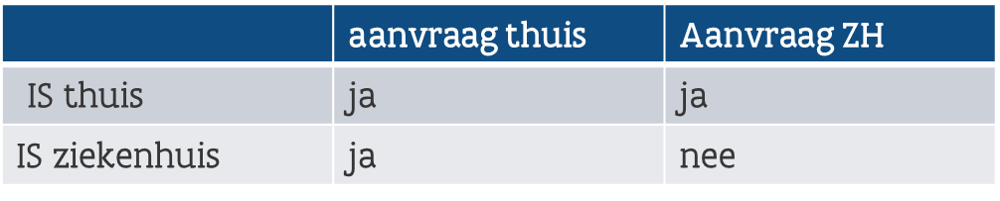 aanvraag thuis Aanvraag ZH
IS thuis ja ja
IS ziekenhuis ja nee